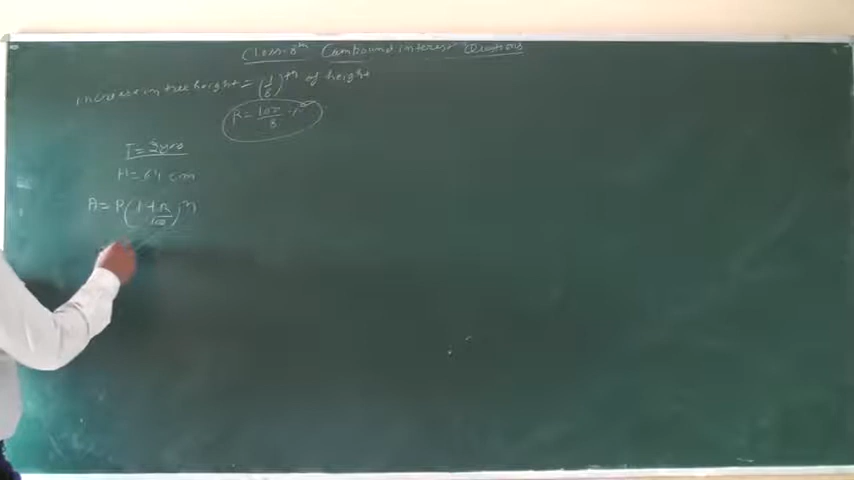 Class-8th Compound interest Questions
increase in tree height = (1/8)th of height
R = 100/8 %
T = 2yrs
H = 64 cm
A = P(1 + R/100)^n